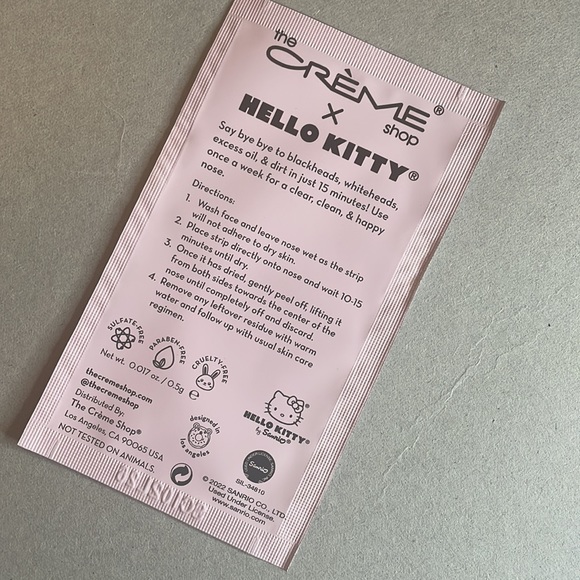 the
CRÈME®
shop
×
HELLO KITTY®
Say bye bye to blackheads, whiteheads,
excess oil, & dirt in just 15 minutes! Use
once a week for a clear, clean, & happy
nose.
Directions:
1. Wash face and leave nose wet as the strip
will not adhere to dry skin.
2. Place strip directly onto nose and wait 10-15
minutes until dry.
3. Once it has dried, gently peel off, lifting it
from both sides towards the center of the
nose until completely off and discard.
4. Remove any leftover residue with warm
water and follow up with usual skin care
regimen.
SULFATE-FREE
PARABEN-FREE
CRUELTY-FREE
Net wt. 0.017 oz. / 0.5g ℮
thecremeshop.com
@thecremeshop
Distributed By:
The Crème Shop®
Los Angeles, CA 90065 USA
NOT TESTED ON ANIMALS.
designed in
los angeles
HELLO KITTY®
by Sanrio®
Sanrio
SIL-34810
© 2022 SANRIO CO., LTD.
Used Under License.
www.sanrio.com